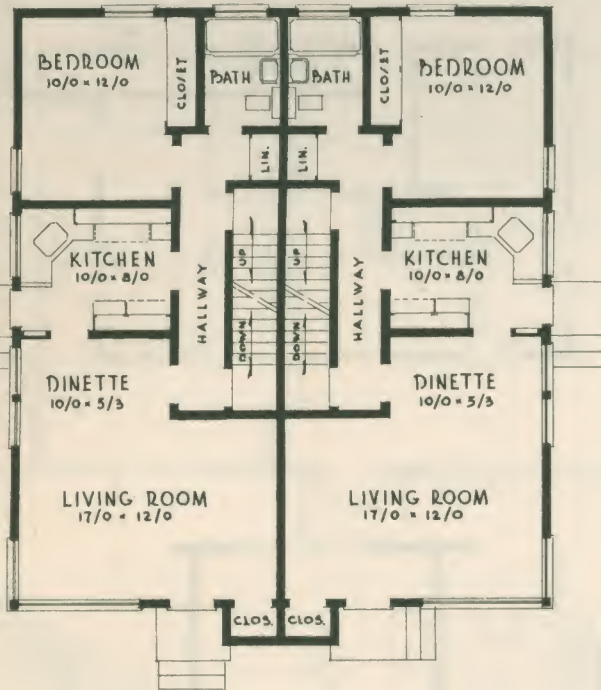 BEDROOM
10/0 × 12/0
CLOSET
BATH
BATH
CLOSET
BEDROOM
10/0 × 12/0
LIN.
LIN.
KITCHEN
10/0 × 8/0
HALLWAY
UP
DOWN
UP
DOWN
HALLWAY
KITCHEN
10/0 × 8/0
DINETTE
10/0 × 5/3
DINETTE
10/0 × 5/3
LIVING ROOM
17/0 × 12/0
LIVING ROOM
17/0 × 12/0
CLOS.
CLOS.